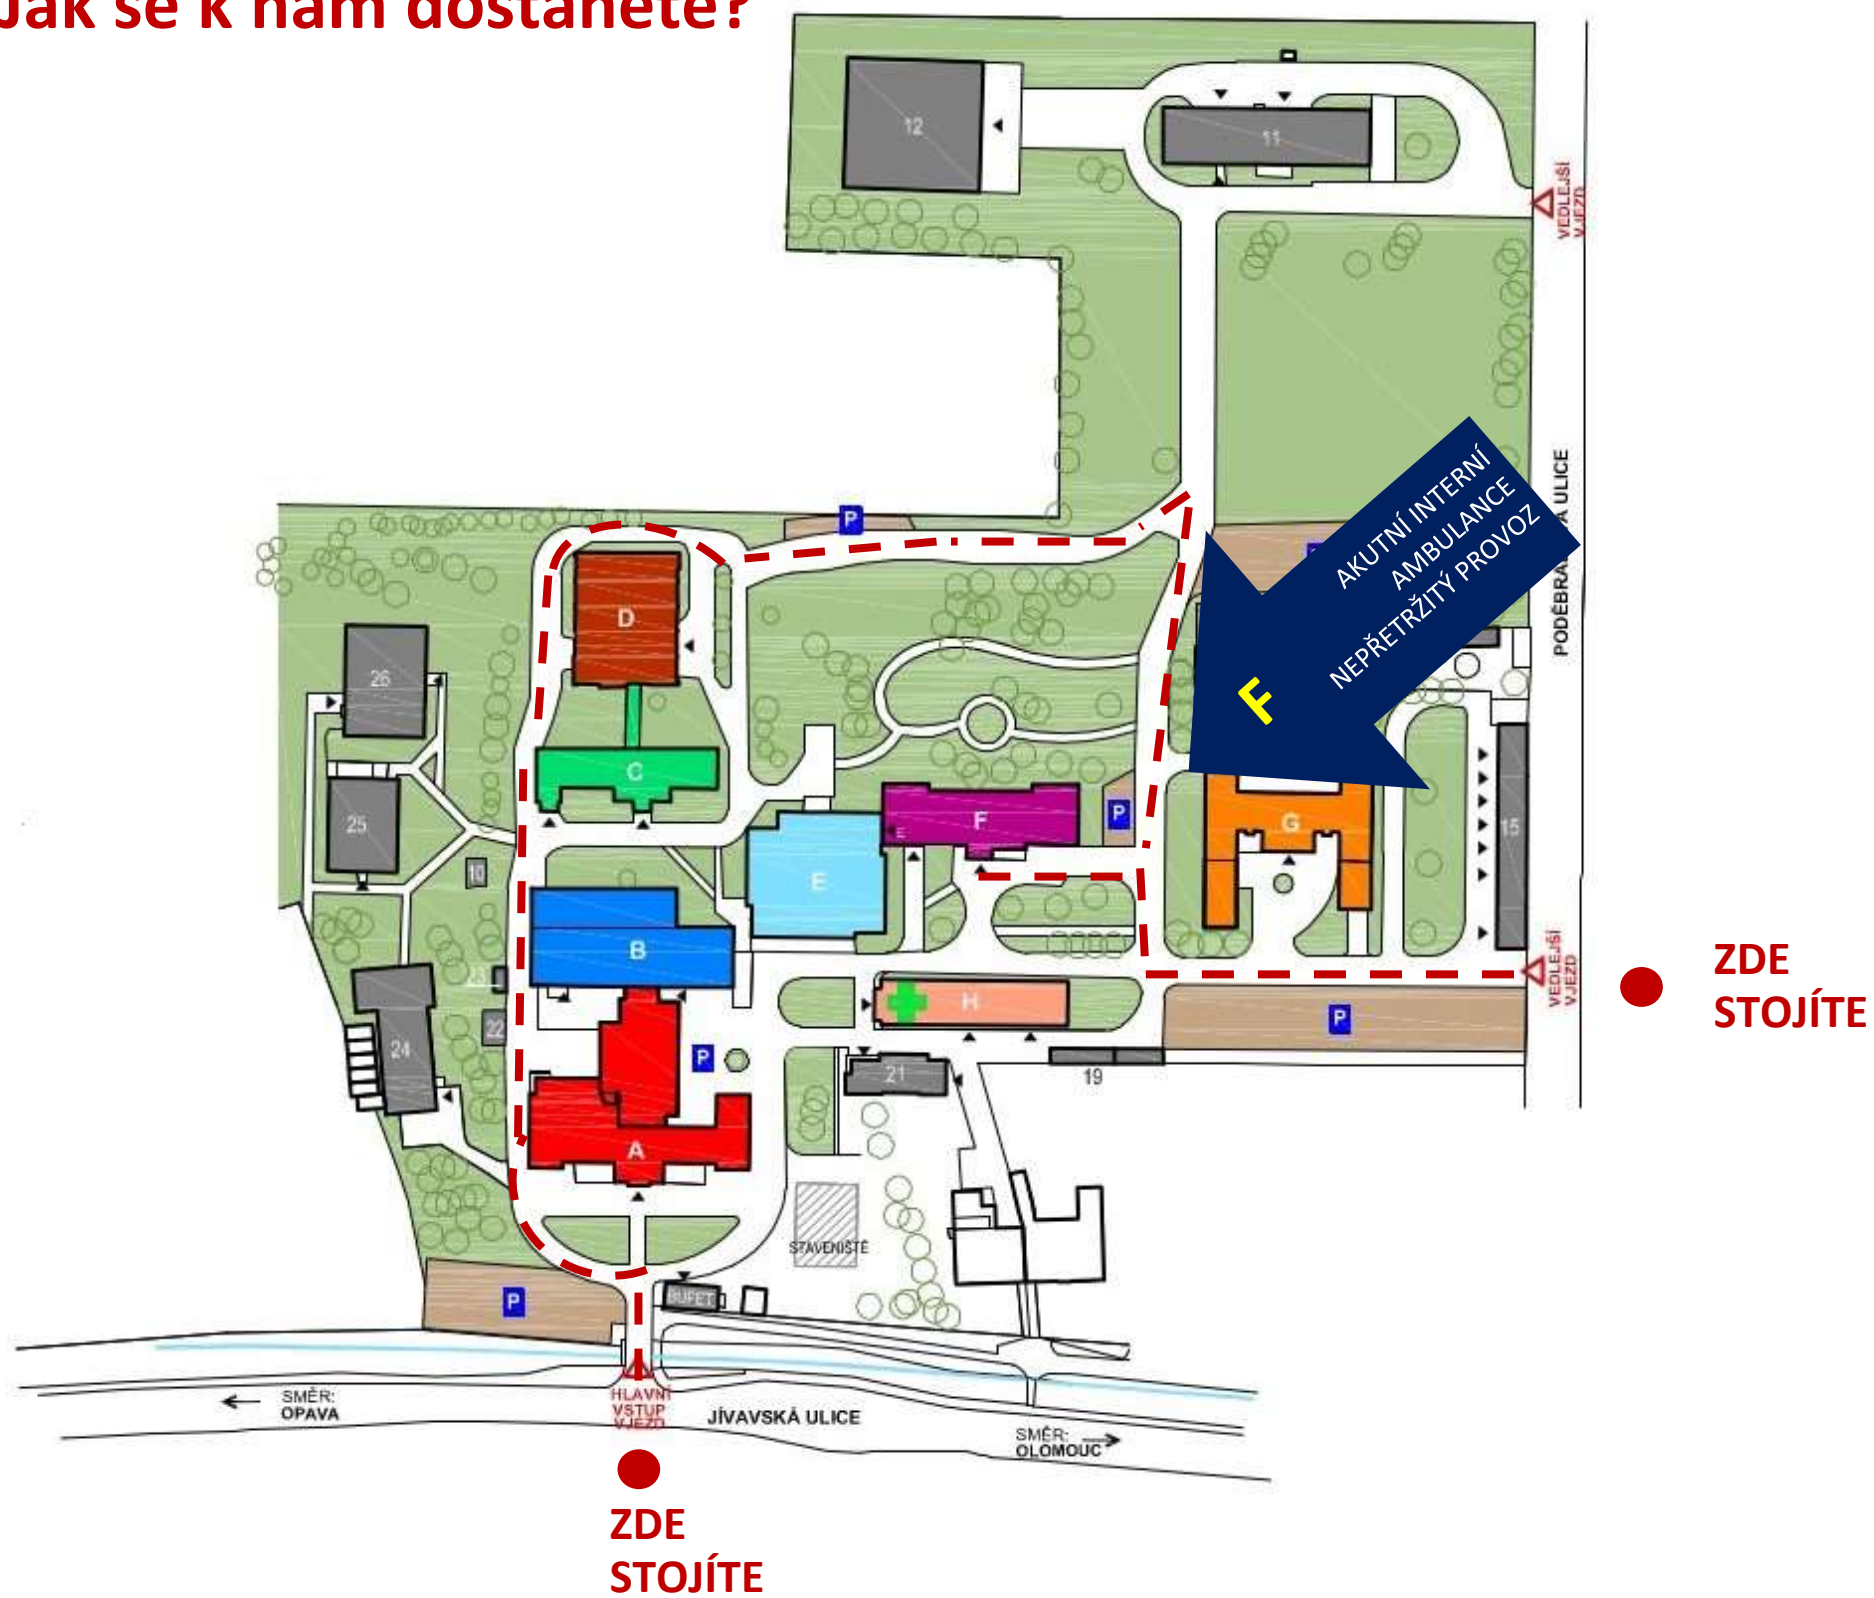 Jak se k nám dostanete?
12
11
VEDLEJŠÍ
VJEZD
P
AKUTNÍ INTERNÍ
AMBULANCE
NEPŘETRŽITÝ PROVOZ
F
ULICE
D
26
C
25
10
F
E
P
G
15
E
B
22
24
H
P
P
VEDLEJŠÍ
VJEZD
ZDE
STOJÍTE
21
19
A
STAVENIŠTĚ
P
BUFET
SMĚR:
OPAVA
HLAVNÍ
VSTUP
VJEZD
JÍVAVSKÁ ULICE
SMĚR:
OLOMOUC
ZDE
STOJÍTE